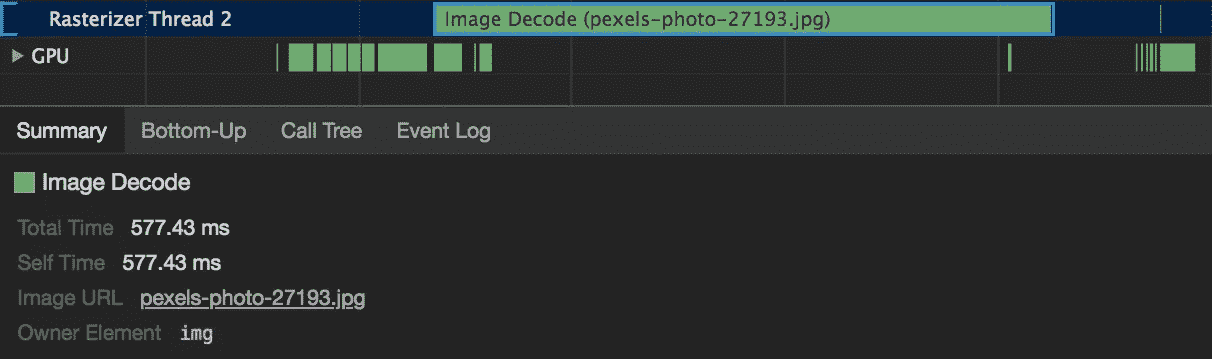 Rasterizer Thread 2 Image Decode (pexels-photo-27193.jpg)
GPU
Summary Bottom-Up Call Tree Event Log
Image Decode
Total Time 577.43 ms
Self Time 577.43 ms
Image URL pexels-photo-27193.jpg
Owner Element img